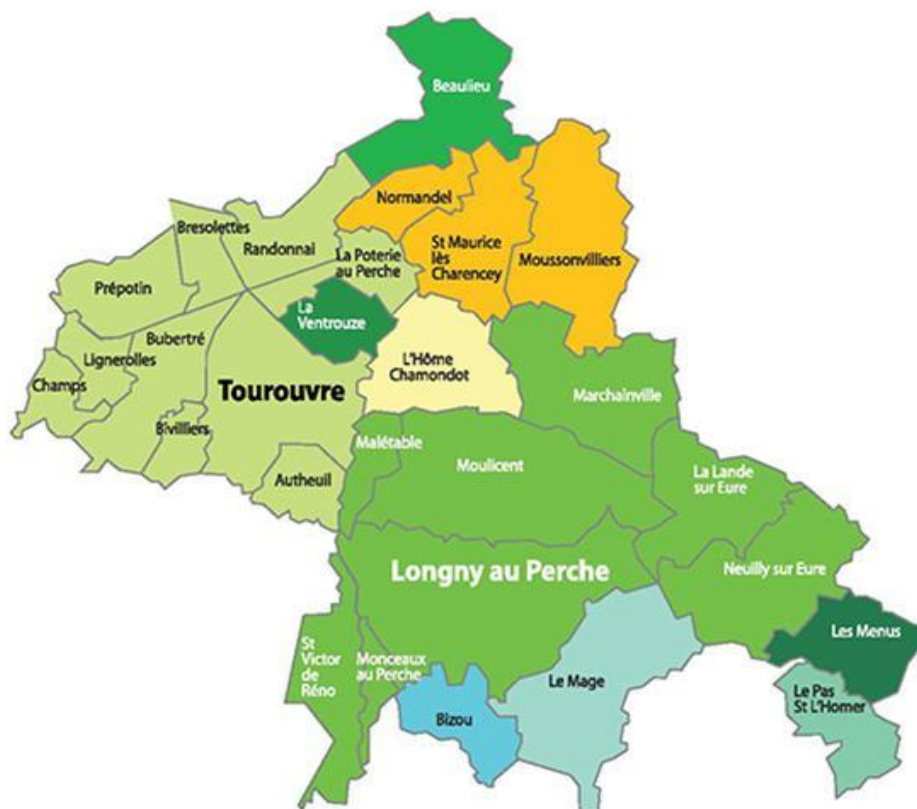 Beaulieu
Normandel
Bresolettes
Randonnai
La Poterie
au Perche
St Maurice
lès
Charencey
Moussonvilliers
Prépotin
La
Ventrouze
Bubertré
Lignerolles
L'Hôme
Chamondot
Champs
Tourouvre
Marchainville
Bivilliers
Malétable
Moulicent
Autheuil
La Lande
sur Eure
Longny au Perche
Neuilly sur Eure
Les Menus
St
Victor
de
Réno
Monceaux
au Perche
Le Mage
Le Pas
St L'Homer
Bizou